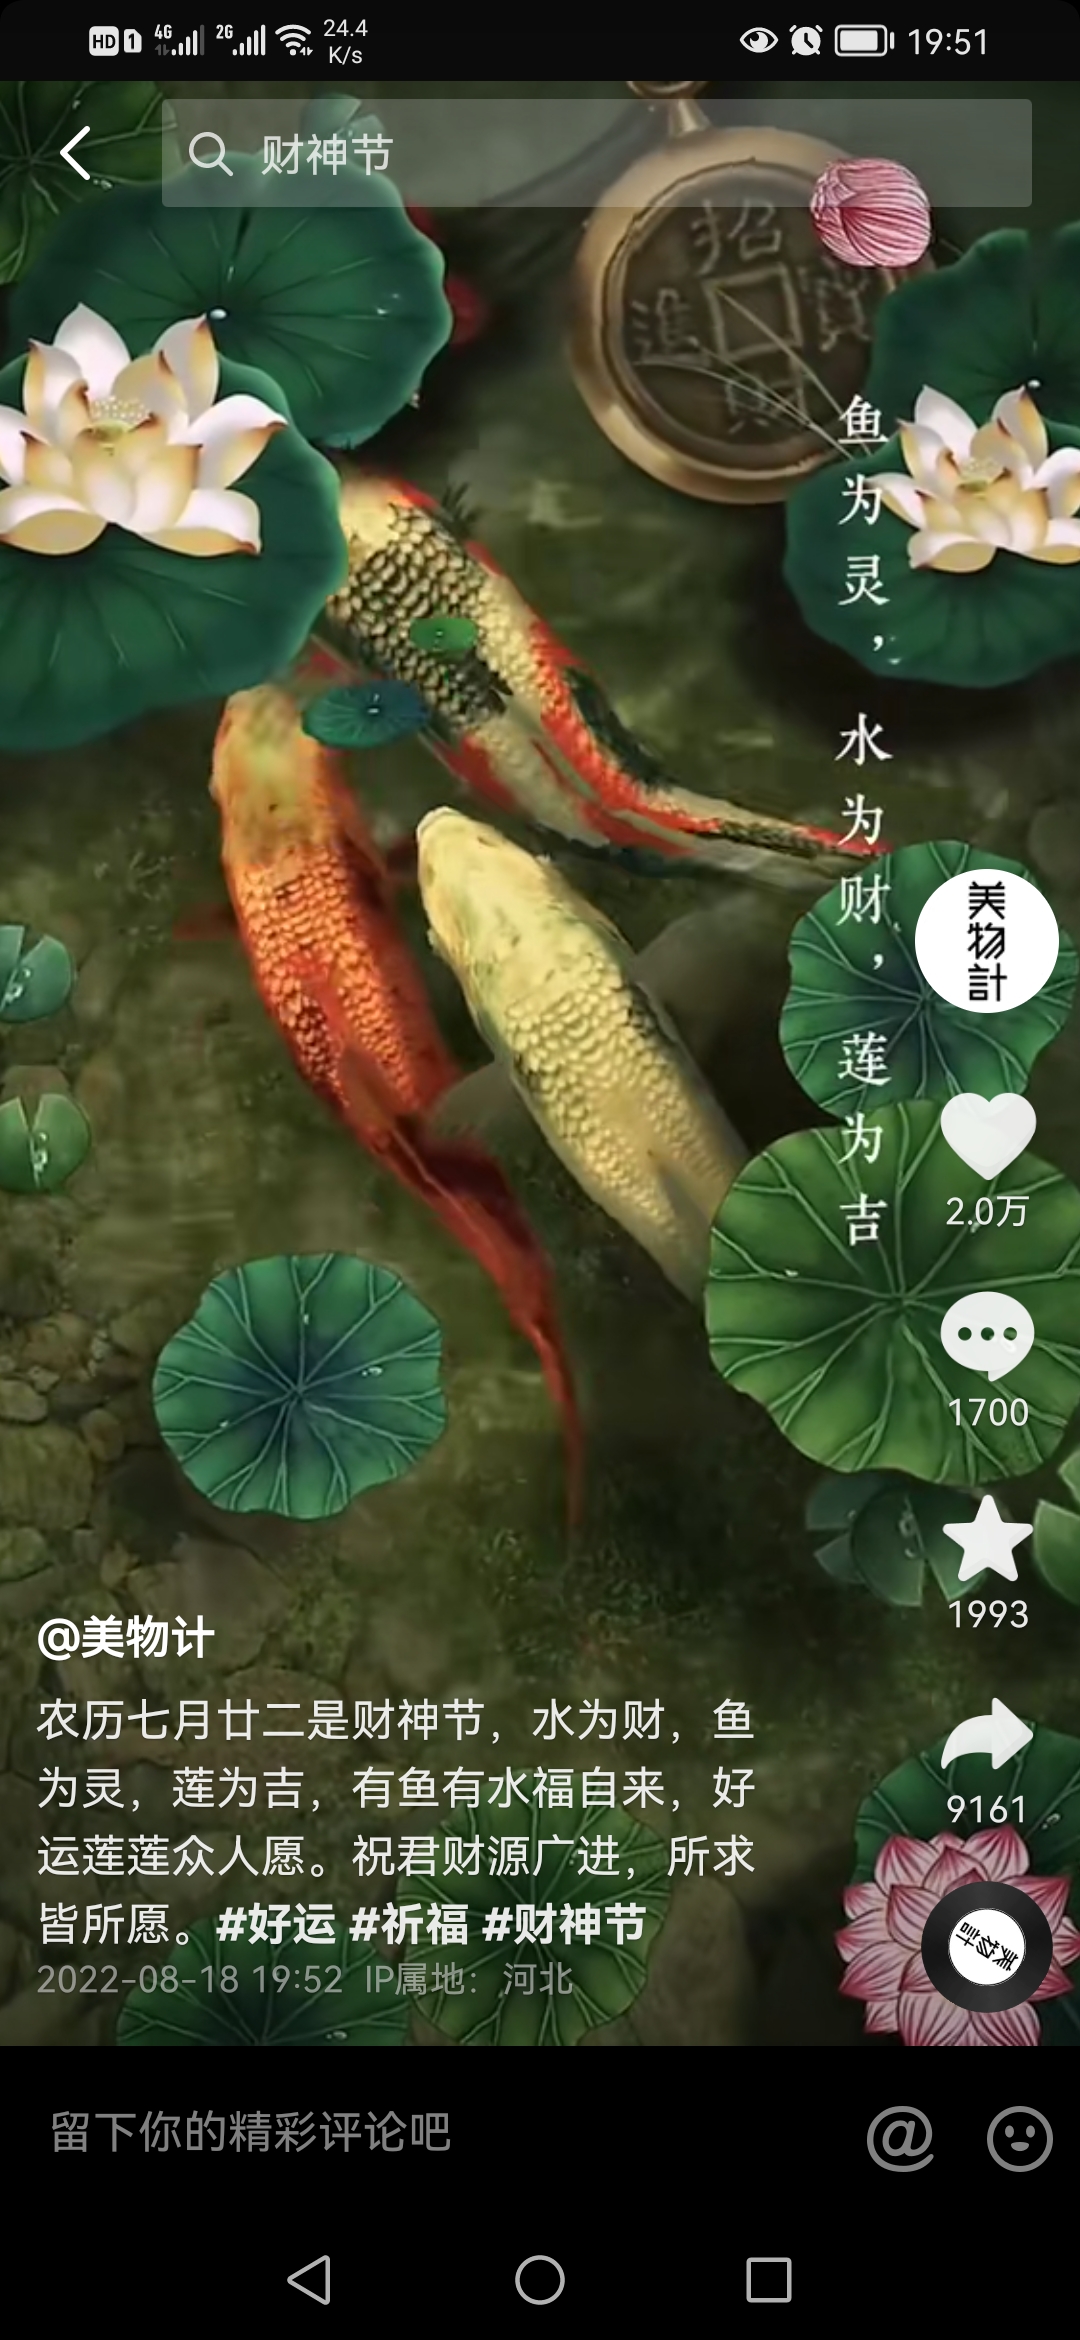 HD 1 4G 2G 24.4 K/s 19:51
财神节
招
進 寶
財
鱼为灵，水为财，莲为吉
美物計
2.0万
1700
1993
9161
@美物计
农历七月廿二是财神节，水为财，鱼
为灵，莲为吉，有鱼有水福自来，好
运莲莲众人愿。祝君财源广进，所求
皆所愿。#好运 #祈福 #财神节
2022-08-18 19:52 IP属地：河北
美物計
留下你的精彩评论吧